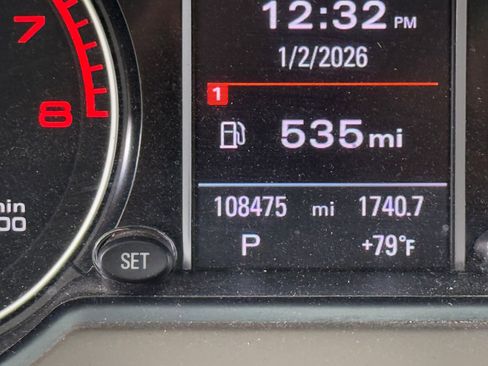 12:32 PM
1/2/2026
7
1
8
535 mi
108475 mi 1740.7
P +79°F
SET